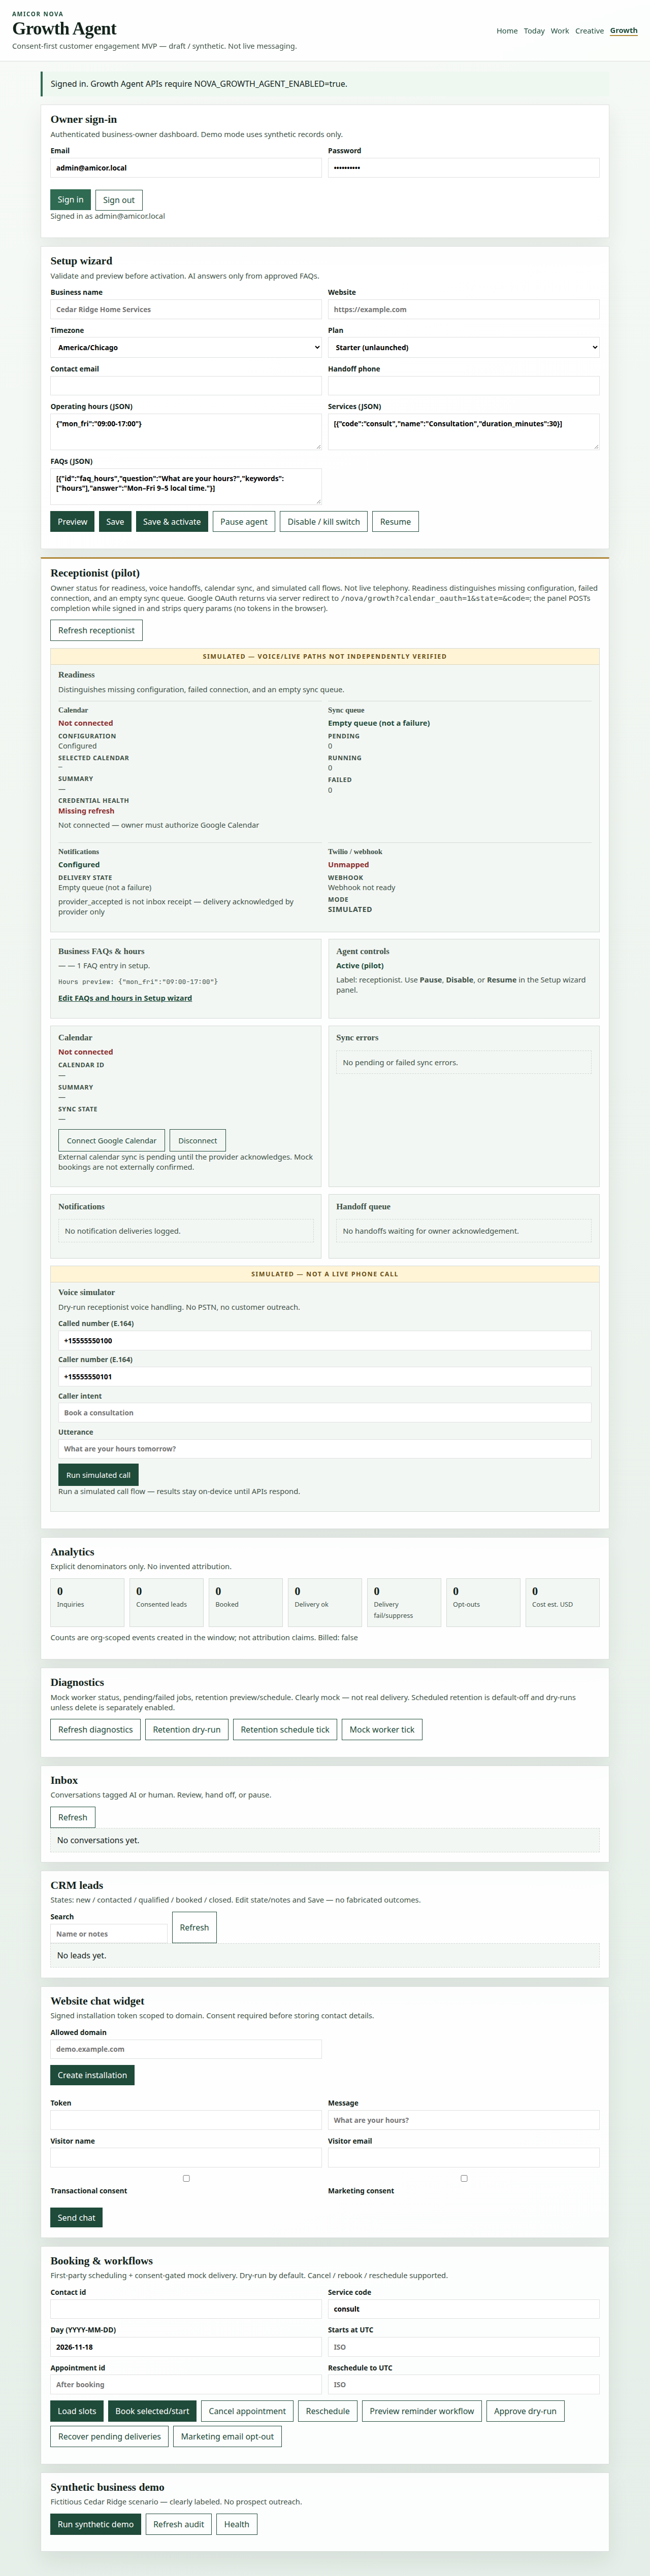 AMICOR NOVA
Growth Agent
Consent-first customer engagement MVP — draft / synthetic. Not live messaging.
Home Today Work Creative Growth
Signed in. Growth Agent APIs require NOVA_GROWTH_AGENT_ENABLED=true.
Owner sign-in
Authenticated business-owner dashboard. Demo mode uses synthetic records only.
Email Password
admin@amicor.local ••••••••••
Sign in Sign out
Signed in as admin@amicor.local
Setup wizard
Validate and preview before activation. AI answers only from approved FAQs.
Business name Website
Cedar Ridge Home Services https://example.com
Timezone Plan
America/Chicago Starter (unlaunched)
Contact email Handoff phone
Operating hours (JSON) Services (JSON)
{"mon_fri":"09:00-17:00"} [{"code":"consult","name":"Consultation","duration_minutes":30}]
FAQs (JSON)
[{"id":"faq_hours","question":"What are your hours?","keywords":
["hours"],"answer":"Mon–Fri 9–5 local time."}]
Preview Save Save & activate Pause agent Disable / kill switch Resume
Receptionist (pilot)
Owner status for readiness, voice handoffs, calendar sync, and simulated call flows. Not live telephony. Readiness distinguishes missing configuration, failed
connection, and an empty sync queue. Google OAuth returns via server redirect to /nova/growth?calendar_oauth=1&state=&code=; the panel POSTs
completion while signed in and strips query params (no tokens in the browser).
Refresh receptionist
SIMULATED — VOICE/LIVE PATHS NOT INDEPENDENTLY VERIFIED
Readiness
Distinguishes missing configuration, failed connection, and an empty sync queue.
Calendar
Not connected
CONFIGURATION
Configured
SELECTED CALENDAR
—
SUMMARY
—
CREDENTIAL HEALTH
Missing refresh
Not connected — owner must authorize Google Calendar
Sync queue
Empty queue (not a failure)
PENDING
0
RUNNING
0
FAILED
0
Notifications
Configured
DELIVERY STATE
Empty queue (not a failure)
provider_accepted is not inbox receipt — delivery acknowledged by
provider only
Twilio / webhook
Unmapped
WEBHOOK
Webhook not ready
MODE
SIMULATED
Business FAQs & hours
— — 1 FAQ entry in setup.
Hours preview: {"mon_fri":"09:00-17:00"}
Edit FAQs and hours in Setup wizard
Agent controls
Active (pilot)
Label: receptionist. Use Pause, Disable, or Resume in the Setup wizard
panel.
Calendar
Not connected
CALENDAR ID
—
SUMMARY
—
SYNC STATE
—
Connect Google Calendar Disconnect
External calendar sync is pending until the provider acknowledges. Mock
bookings are not externally confirmed.
Sync errors
No pending or failed sync errors.
Notifications
No notification deliveries logged.
Handoff queue
No handoffs waiting for owner acknowledgement.
SIMULATED — NOT A LIVE PHONE CALL
Voice simulator
Dry-run receptionist voice handling. No PSTN, no customer outreach.
Called number (E.164)
+15555550100
Caller number (E.164)
+15555550101
Caller intent
Book a consultation
Utterance
What are your hours tomorrow?
Run simulated call
Run a simulated call flow — results stay on-device until APIs respond.
Analytics
Explicit denominators only. No invented attribution.
0 0 0 0 0 0 0
Inquiries Consented leads Booked Delivery ok Delivery Opt-outs Cost est. USD
fail/suppress
Counts are org-scoped events created in the window; not attribution claims. Billed: false
Diagnostics
Mock worker status, pending/failed jobs, retention preview/schedule. Clearly mock — not real delivery. Scheduled retention is default-off and dry-runs
unless delete is separately enabled.
Refresh diagnostics Retention dry-run Retention schedule tick Mock worker tick
Inbox
Conversations tagged AI or human. Review, hand off, or pause.
Refresh
No conversations yet.
CRM leads
States: new / contacted / qualified / booked / closed. Edit state/notes and Save — no fabricated outcomes.
Search
Name or notes Refresh
No leads yet.
Website chat widget
Signed installation token scoped to domain. Consent required before storing contact details.
Allowed domain
demo.example.com
Create installation
Token Message
What are your hours?
Visitor name Visitor email
Transactional consent Marketing consent
Send chat
Booking & workflows
First-party scheduling + consent-gated mock delivery. Dry-run by default. Cancel / rebook / reschedule supported.
Contact id Service code
consult
Day (YYYY-MM-DD) Starts at UTC
2026-11-18 ISO
Appointment id Reschedule to UTC
After booking ISO
Load slots Book selected/start Cancel appointment Reschedule Preview reminder workflow Approve dry-run
Recover pending deliveries Marketing email opt-out
Synthetic business demo
Fictitious Cedar Ridge scenario — clearly labeled. No prospect outreach.
Run synthetic demo Refresh audit Health